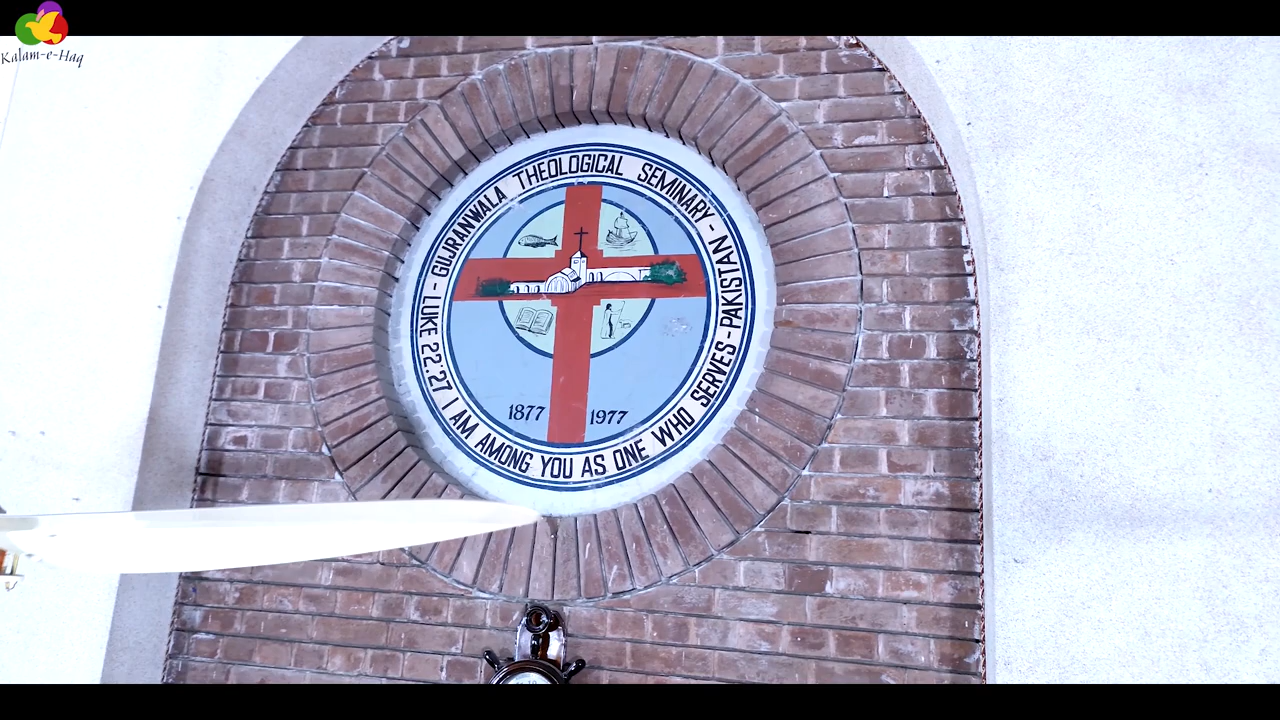 Kalam-e-Haq
GUJRANWALA THEOLOGICAL SEMINARY - PAKISTAN -
LUKE 22:27 I AM AMONG YOU AS ONE WHO SERVES -
1877 1977